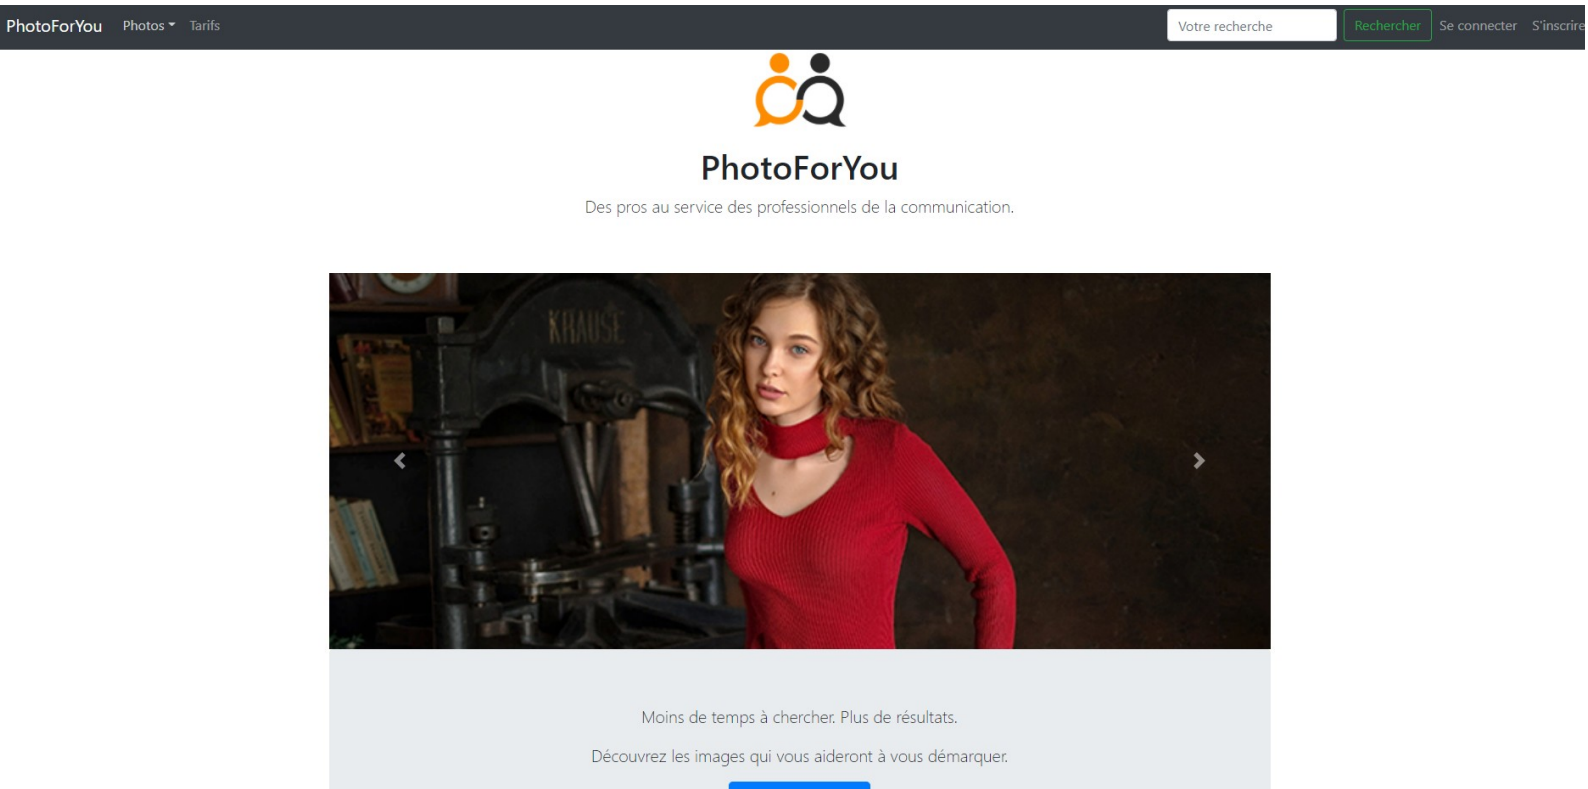 PhotoForYou Photos Tarifs Votre recherche Rechercher Se connecter S'inscrire
PhotoForYou
Des pros au service des professionnels de la communication.
KRAUSE
Moins de temps à chercher. Plus de résultats.
Découvrez les images qui vous aideront à vous démarquer.